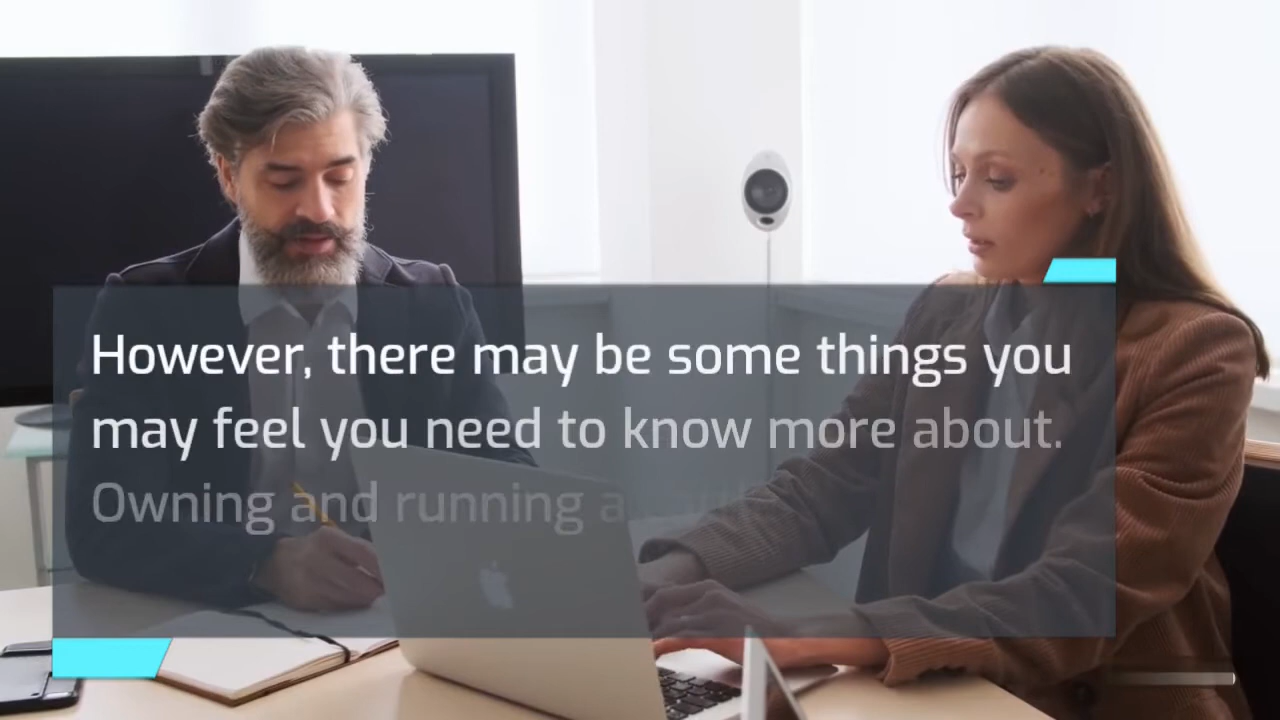 However, there may be some things you
may feel you need to know more about.
Owning and running a